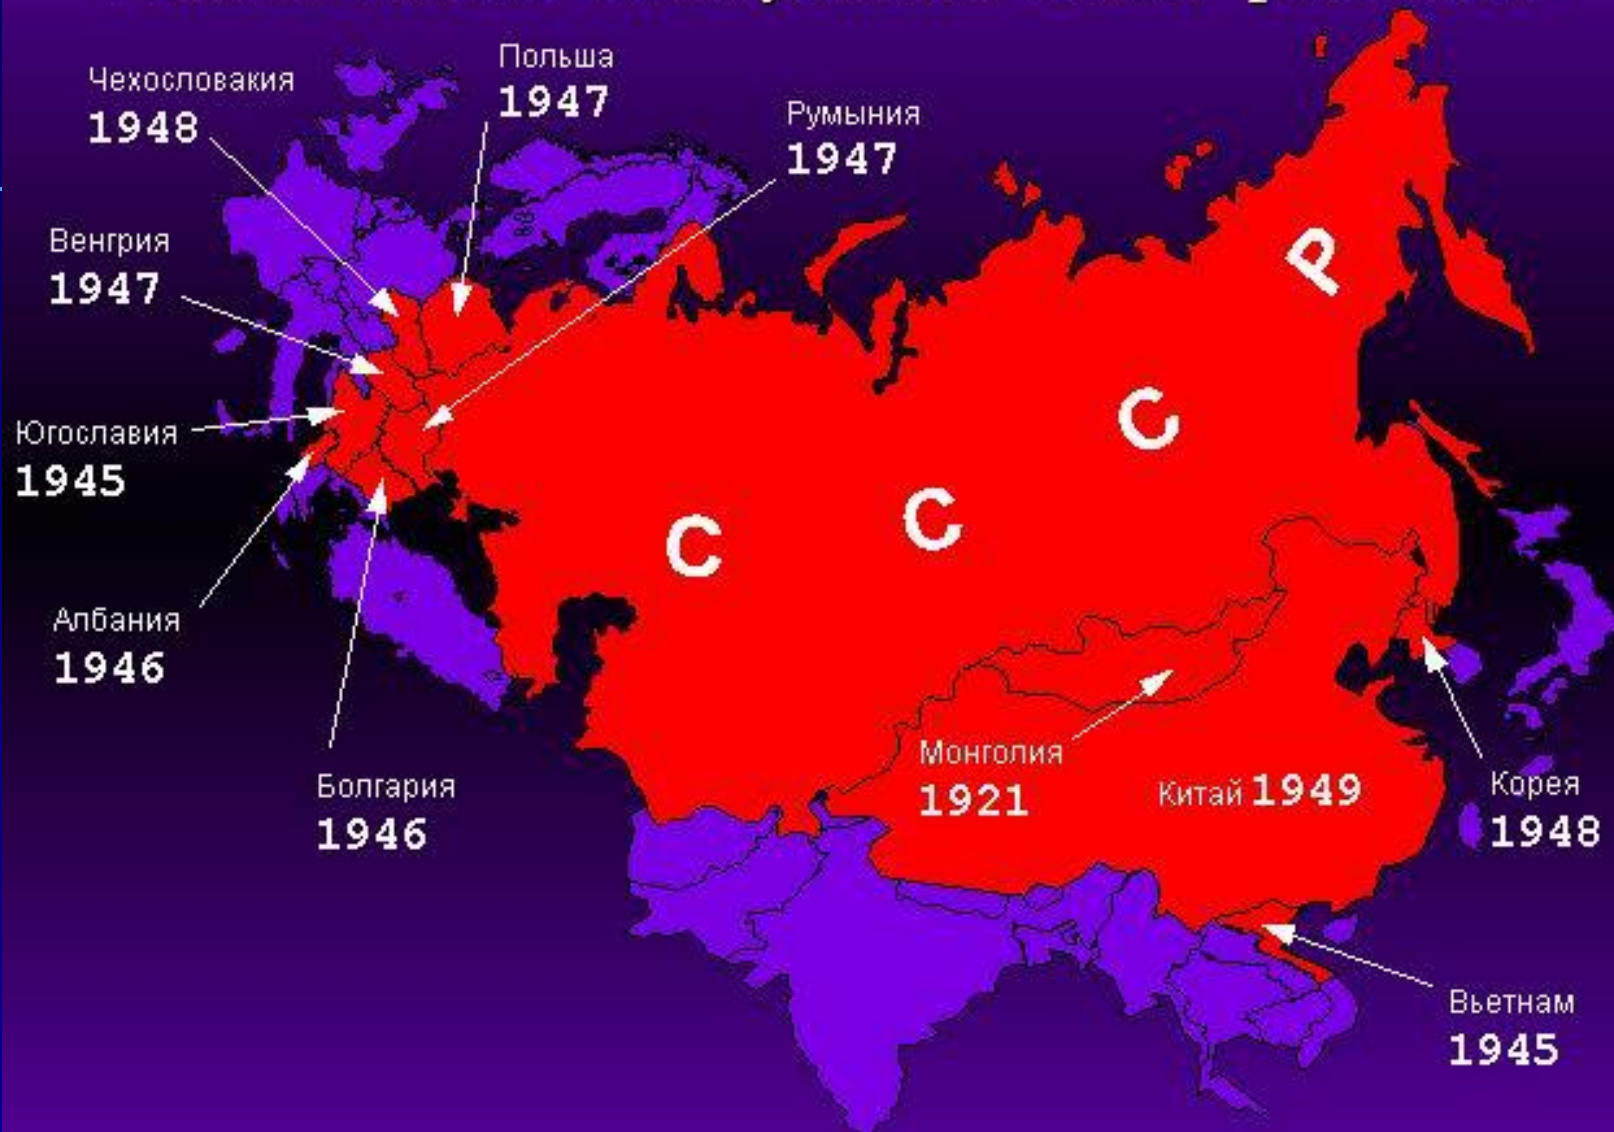 Чехословакия
1948
Польша
1947
Румыния
1947
Венгрия
1947
Югославия
1945
Албания
1946
Болгария
1946
С С С Р
Монголия
1921
Китай 1949
Корея
1948
Вьетнам
1945